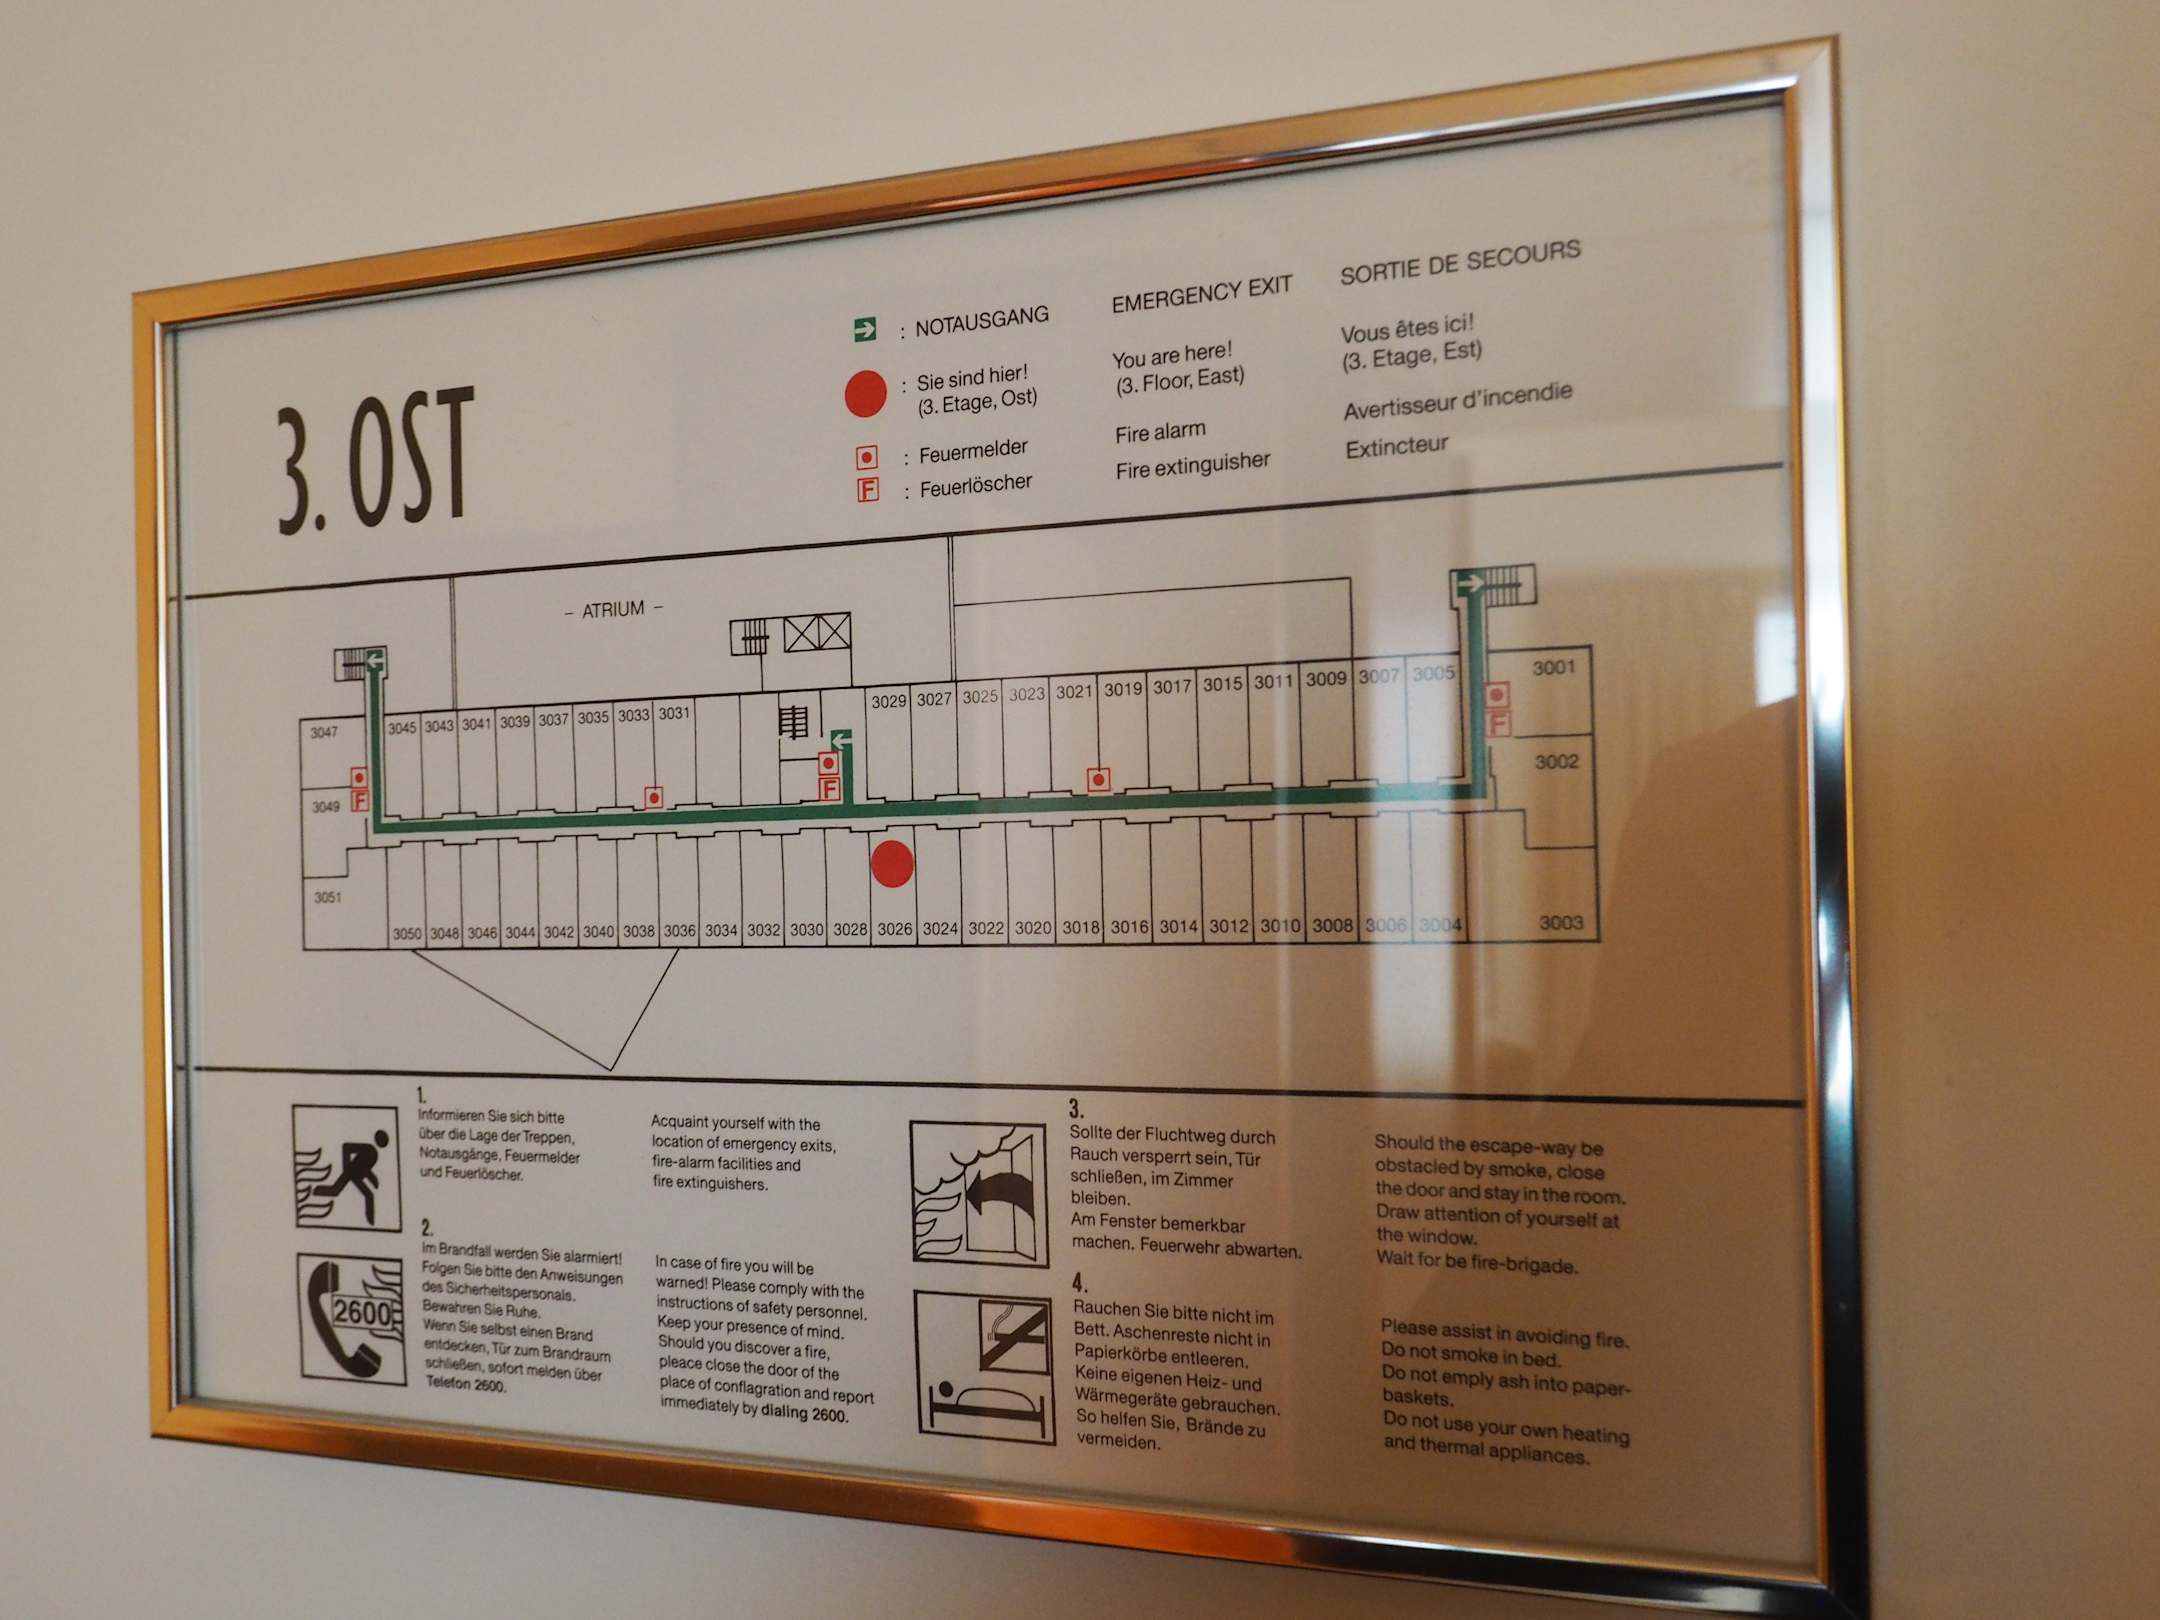 3. OST
: NOTAUSGANG
EMERGENCY EXIT
SORTIE DE SECOURS
: Sie sind hier!
(3. Etage, Ost)
You are here!
(3. Floor, East)
Vous êtes ici!
(3. Etage, Est)
: Feuermelder
Fire alarm
Avertisseur d'incendie
F : Feuerlöscher
Fire extinguisher
Extincteur
– ATRIUM –
3047 3045 3043 3041 3039 3037 3035 3033 3031 3029 3027 3025 3023 3021 3019 3017 3015 3011 3009 3007 3005 3001
F
F
F
3049
3002
3051
3050 3048 3046 3044 3042 3040 3038 3036 3034 3032 3030 3028 3026 3024 3022 3020 3018 3016 3014 3012 3010 3008 3006 3004 3003
1.
Informieren Sie sich bitte
über die Lage der Treppen,
Notausgänge, Feuermelder
und Feuerlöscher.
Acquaint yourself with the
location of emergency exits,
fire-alarm facilities and
fire extinguishers.
2.
2600
Im Brandfall werden Sie alarmiert!
Folgen Sie bitte den Anweisungen
des Sicherheitspersonals.
Bewahren Sie Ruhe.
Wenn Sie selbst einen Brand
entdecken, Tür zum Brandraum
schließen, sofort melden über
Telefon 2600.
In case of fire you will be
warned! Please comply with the
instructions of safety personnel.
Keep your presence of mind.
Should you discover a fire,
pleace close the door of the
place of conflagration and report
immediately by dialing 2600.
3.
Sollte der Fluchtweg durch
Rauch versperrt sein, Tür
schließen, im Zimmer
bleiben.
Am Fenster bemerkbar
machen. Feuerwehr abwarten.
Should the escape-way be
obstacled by smoke, close
the door and stay in the room.
Draw attention of yourself at
the window.
Wait for be fire-brigade.
4.
Rauchen Sie bitte nicht im
Bett. Aschenreste nicht in
Papierkörbe entleeren.
Keine eigenen Heiz- und
Wärmegeräte gebrauchen.
So helfen Sie, Brände zu
vermeiden.
Please assist in avoiding fire.
Do not smoke in bed.
Do not emply ash into paper-
baskets.
Do not use your own heating
and thermal appliances.